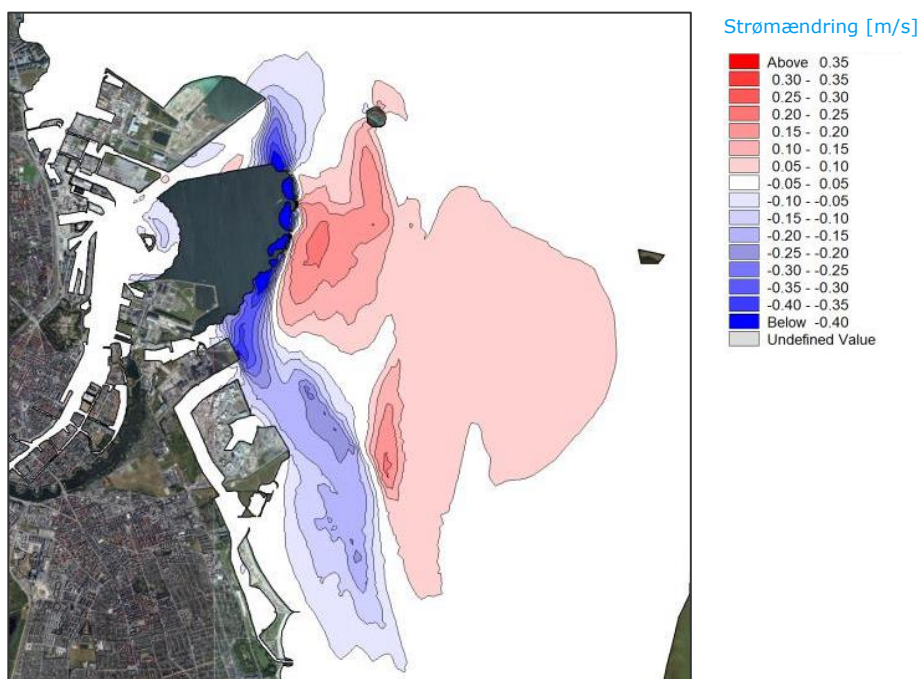 Strømændring [m/s]
Above 0.35
0.30 - 0.35
0.25 - 0.30
0.20 - 0.25
0.15 - 0.20
0.10 - 0.15
0.05 - 0.10
-0.05 - 0.05
-0.10 - -0.05
-0.15 - -0.10
-0.20 - -0.15
-0.25 - -0.20
-0.30 - -0.25
-0.35 - -0.30
-0.40 - -0.35
Below -0.40
Undefined Value